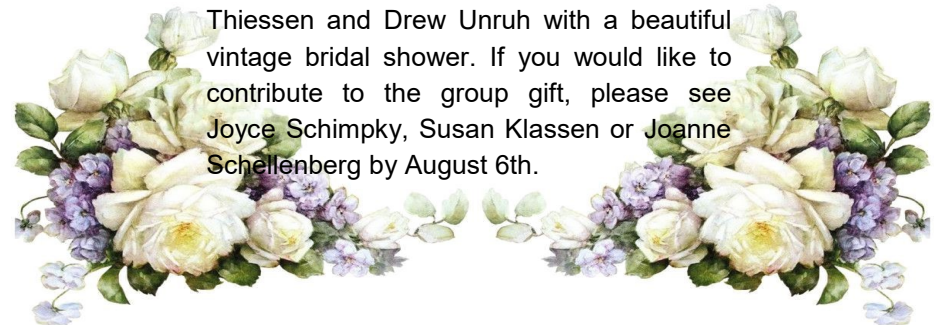 Thiessen and Drew Unruh with a beautiful
vintage bridal shower. If you would like to
contribute to the group gift, please see
Joyce Schimpky, Susan Klassen or Joanne
Schellenberg by August 6th.